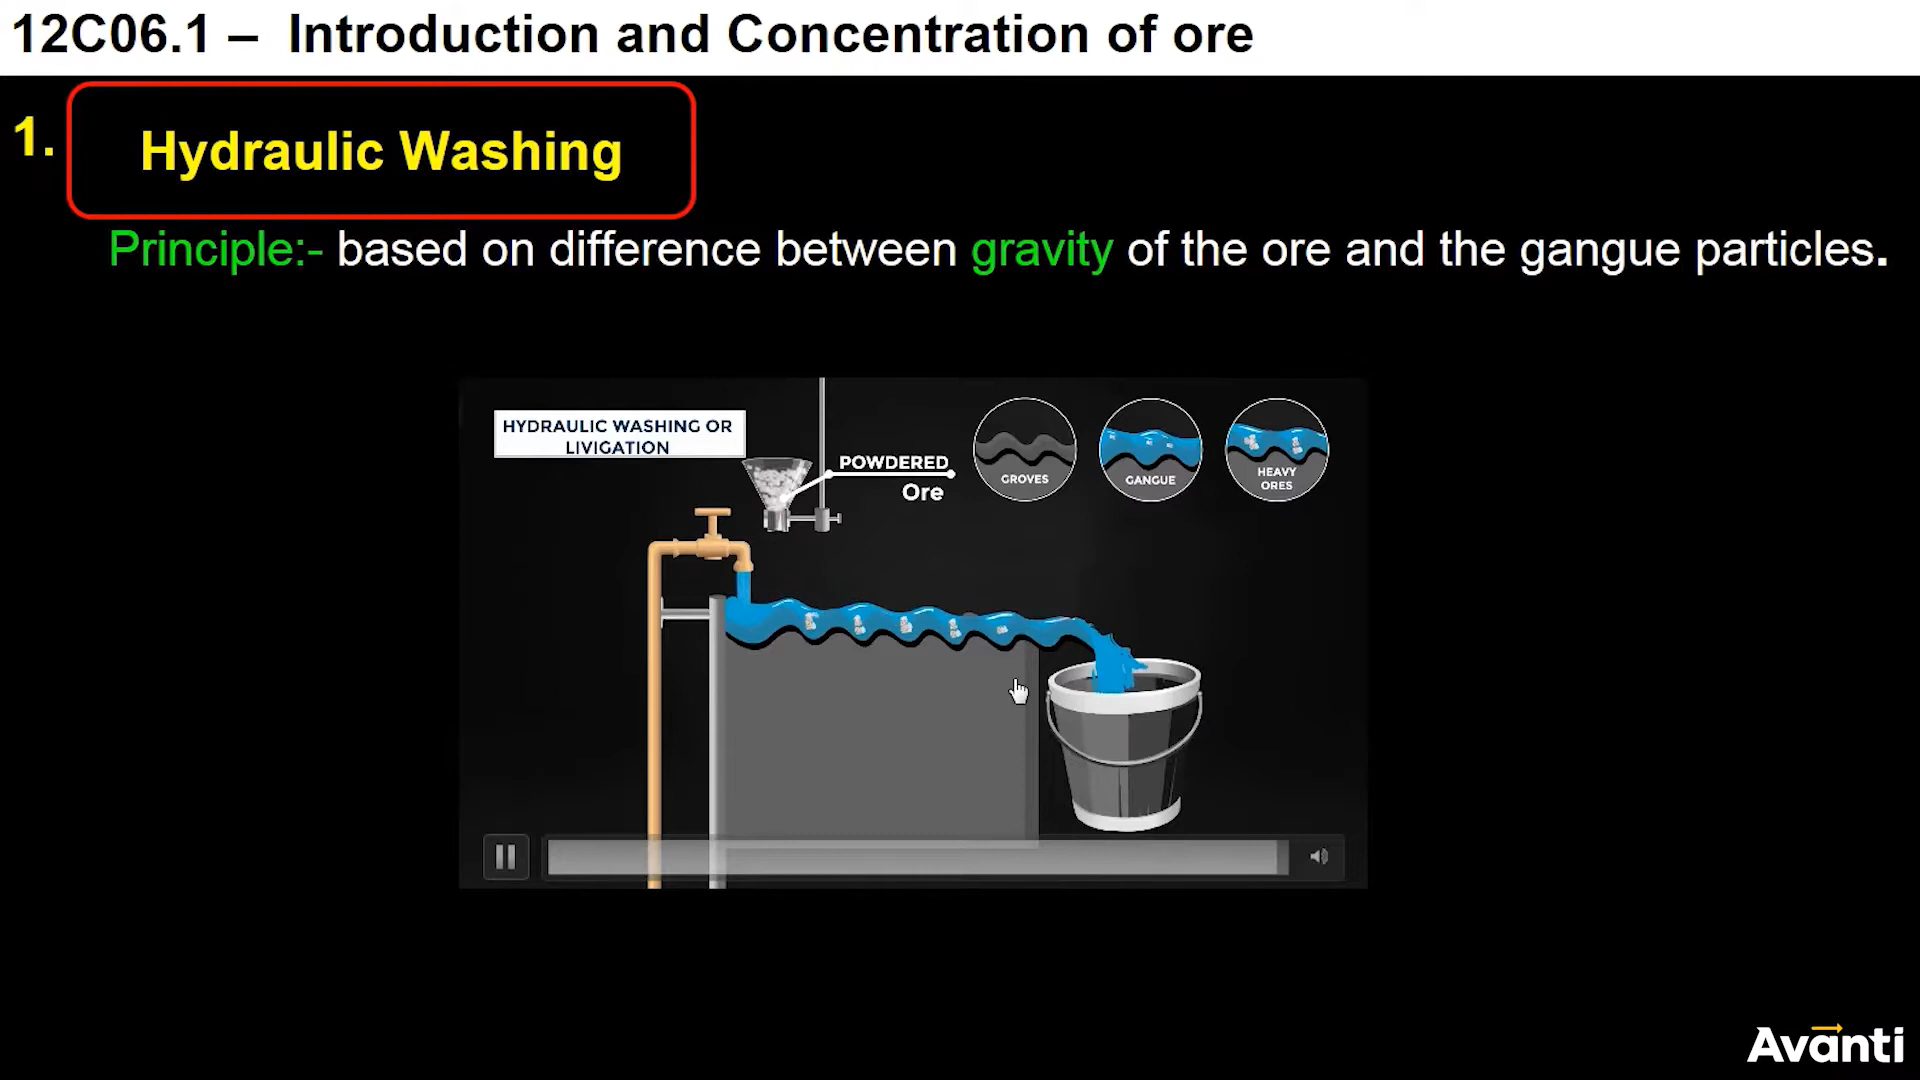 12C06.1 – Introduction and Concentration of ore
1. Hydraulic Washing
Principle:- based on difference between gravity of the ore and the gangue particles.
HYDRAULIC WASHING OR
LIVIGATION
POWDERED
Ore
GROVES
GANGUE
HEAVY
ORES
Avanti